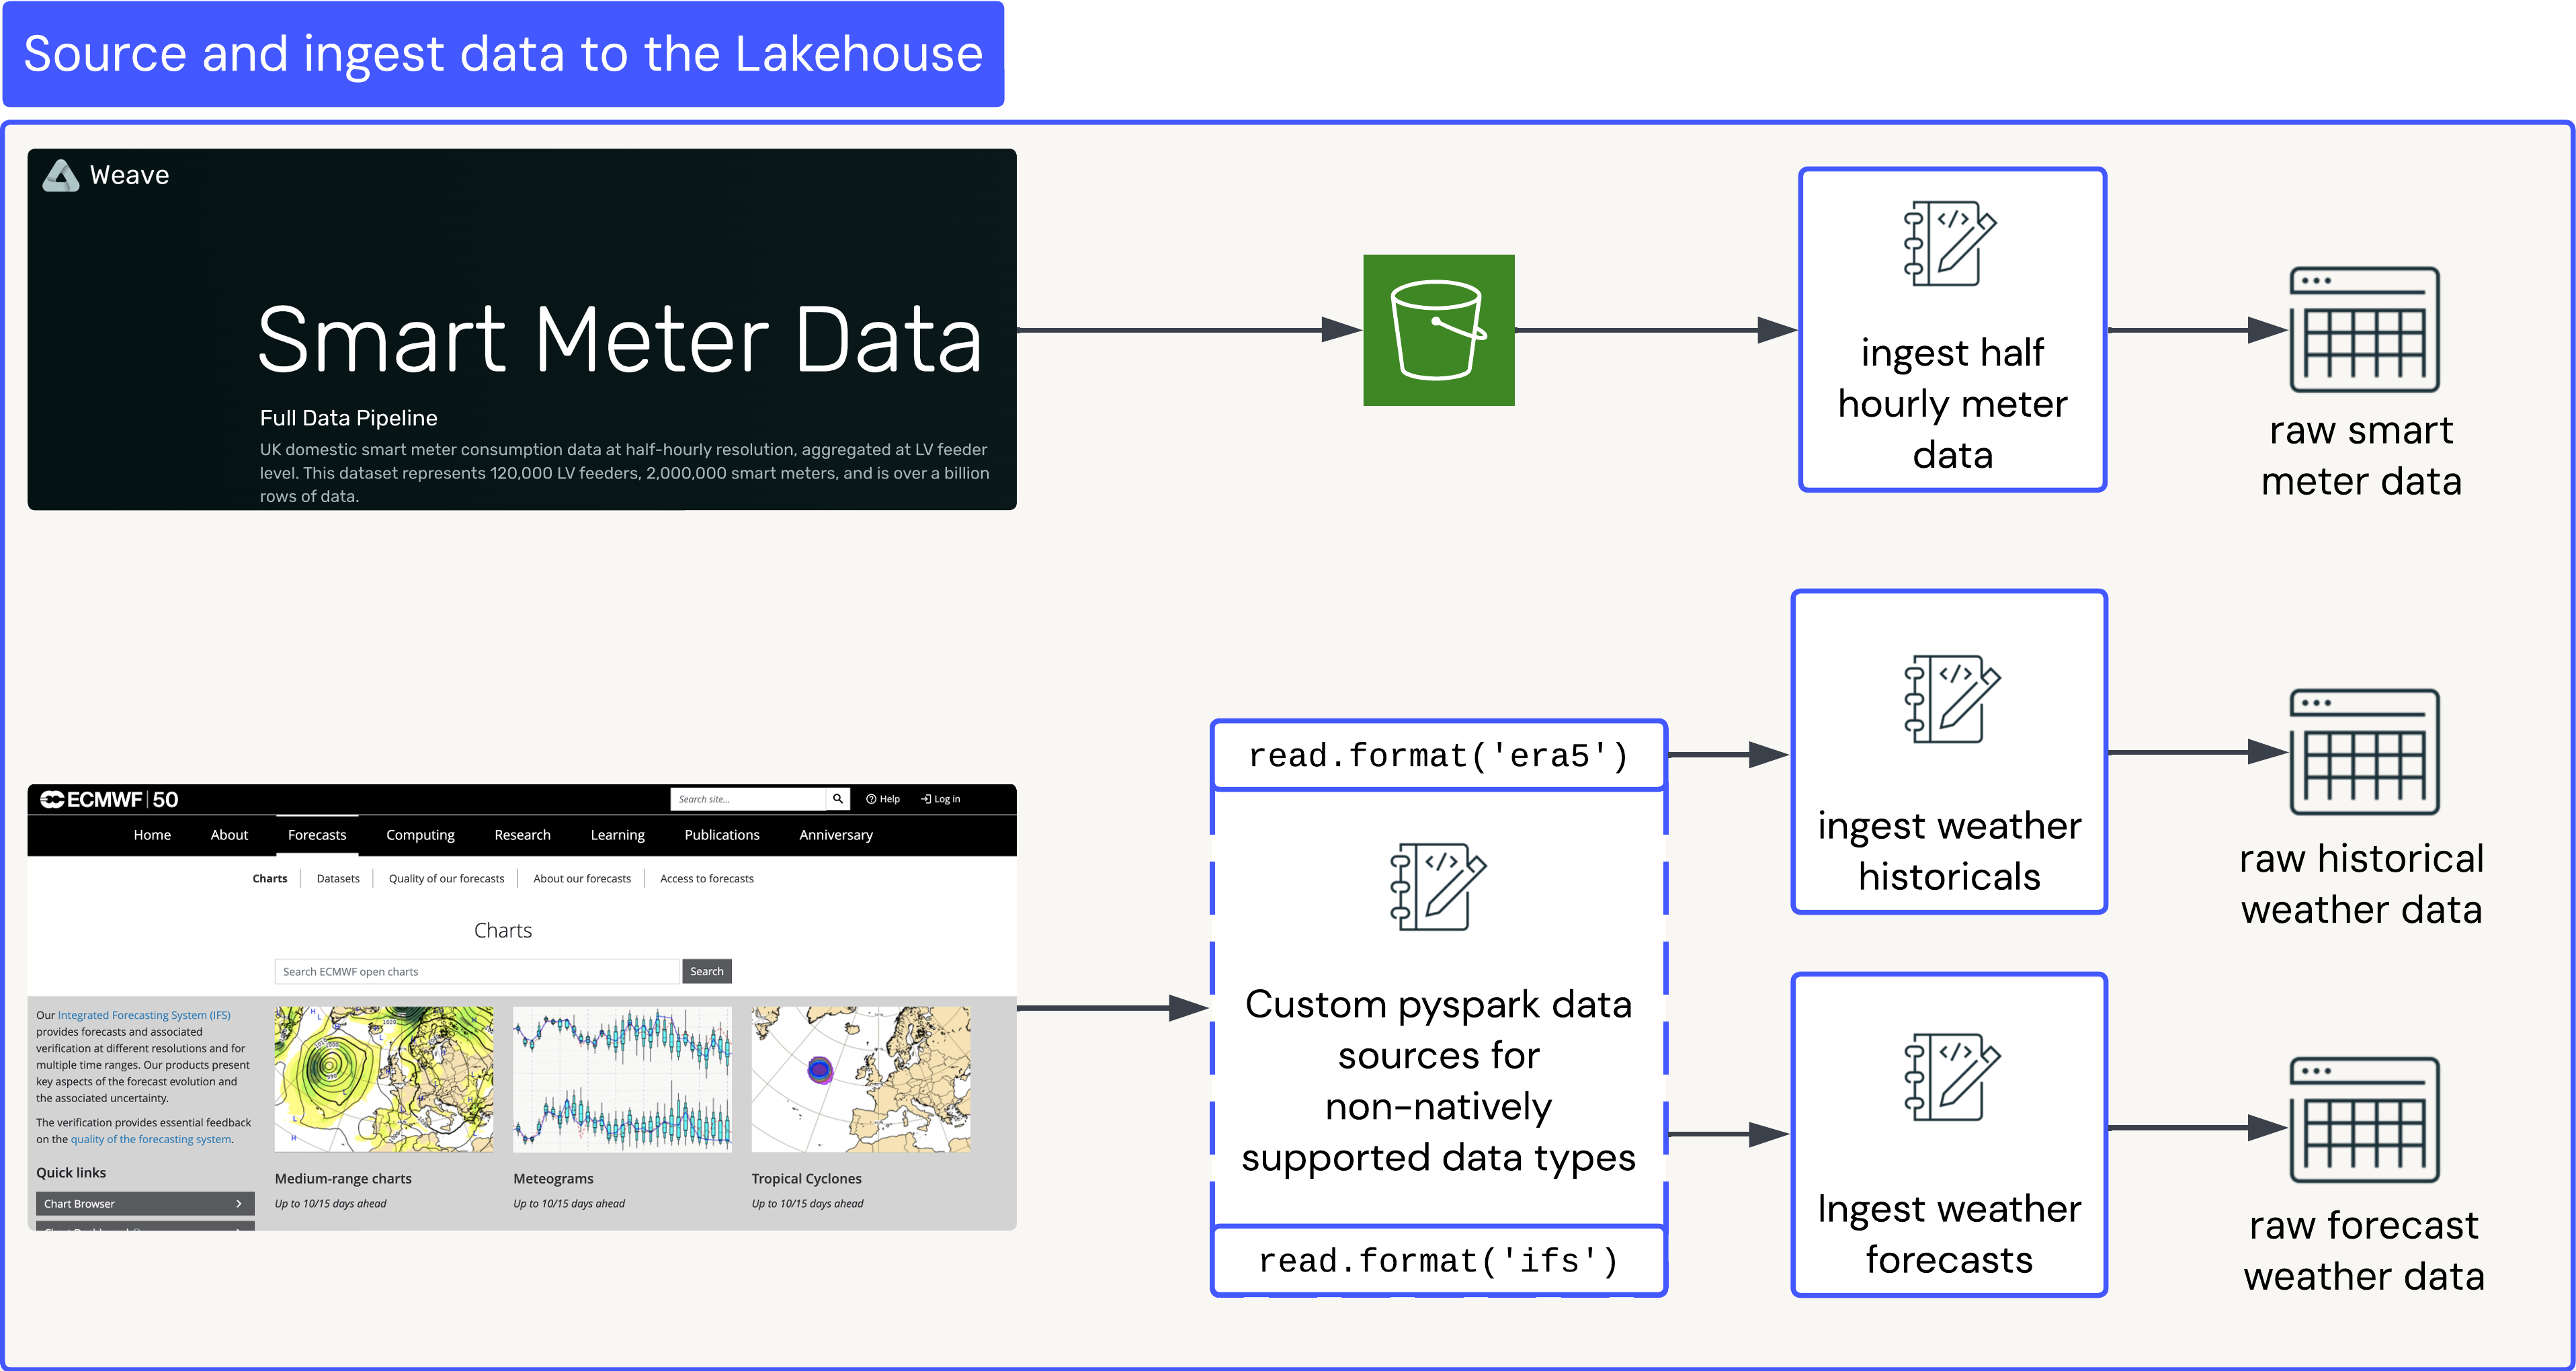 Source and ingest data to the Lakehouse
Weave
Smart Meter Data
Full Data Pipeline
UK domestic smart meter consumption data at half-hourly resolution, aggregated at LV feeder
level. This dataset represents 120,000 LV feeders, 2,000,000 smart meters, and is over a billion
rows of data.
</>
ingest half
hourly meter
data
raw smart
meter data
ECMWF 50
Search site...
Help
Log in
Home
About
Forecasts
Computing
Research
Learning
Publications
Anniversary
Charts
Datasets
Quality of our forecasts
About our forecasts
Access to forecasts
Charts
Search ECMWF open charts
Search
Our Integrated Forecasting System (IFS)
provides forecasts and associated
verification at different resolutions and for
multiple time ranges. Our products present
key aspects of the forecast evolution and
the associated uncertainty.
The verification provides essential feedback
on the quality of the forecasting system.
Quick links
Chart Browser
Medium-range charts
Up to 10/15 days ahead
Meteograms
Up to 10/15 days ahead
Tropical Cyclones
Up to 10/15 days ahead
read.format('era5')
</>
Custom pyspark data
sources for
non-natively
supported data types
read.format('ifs')
</>
ingest weather
historicals
raw historical
weather data
</>
Ingest weather
forecasts
raw forecast
weather data